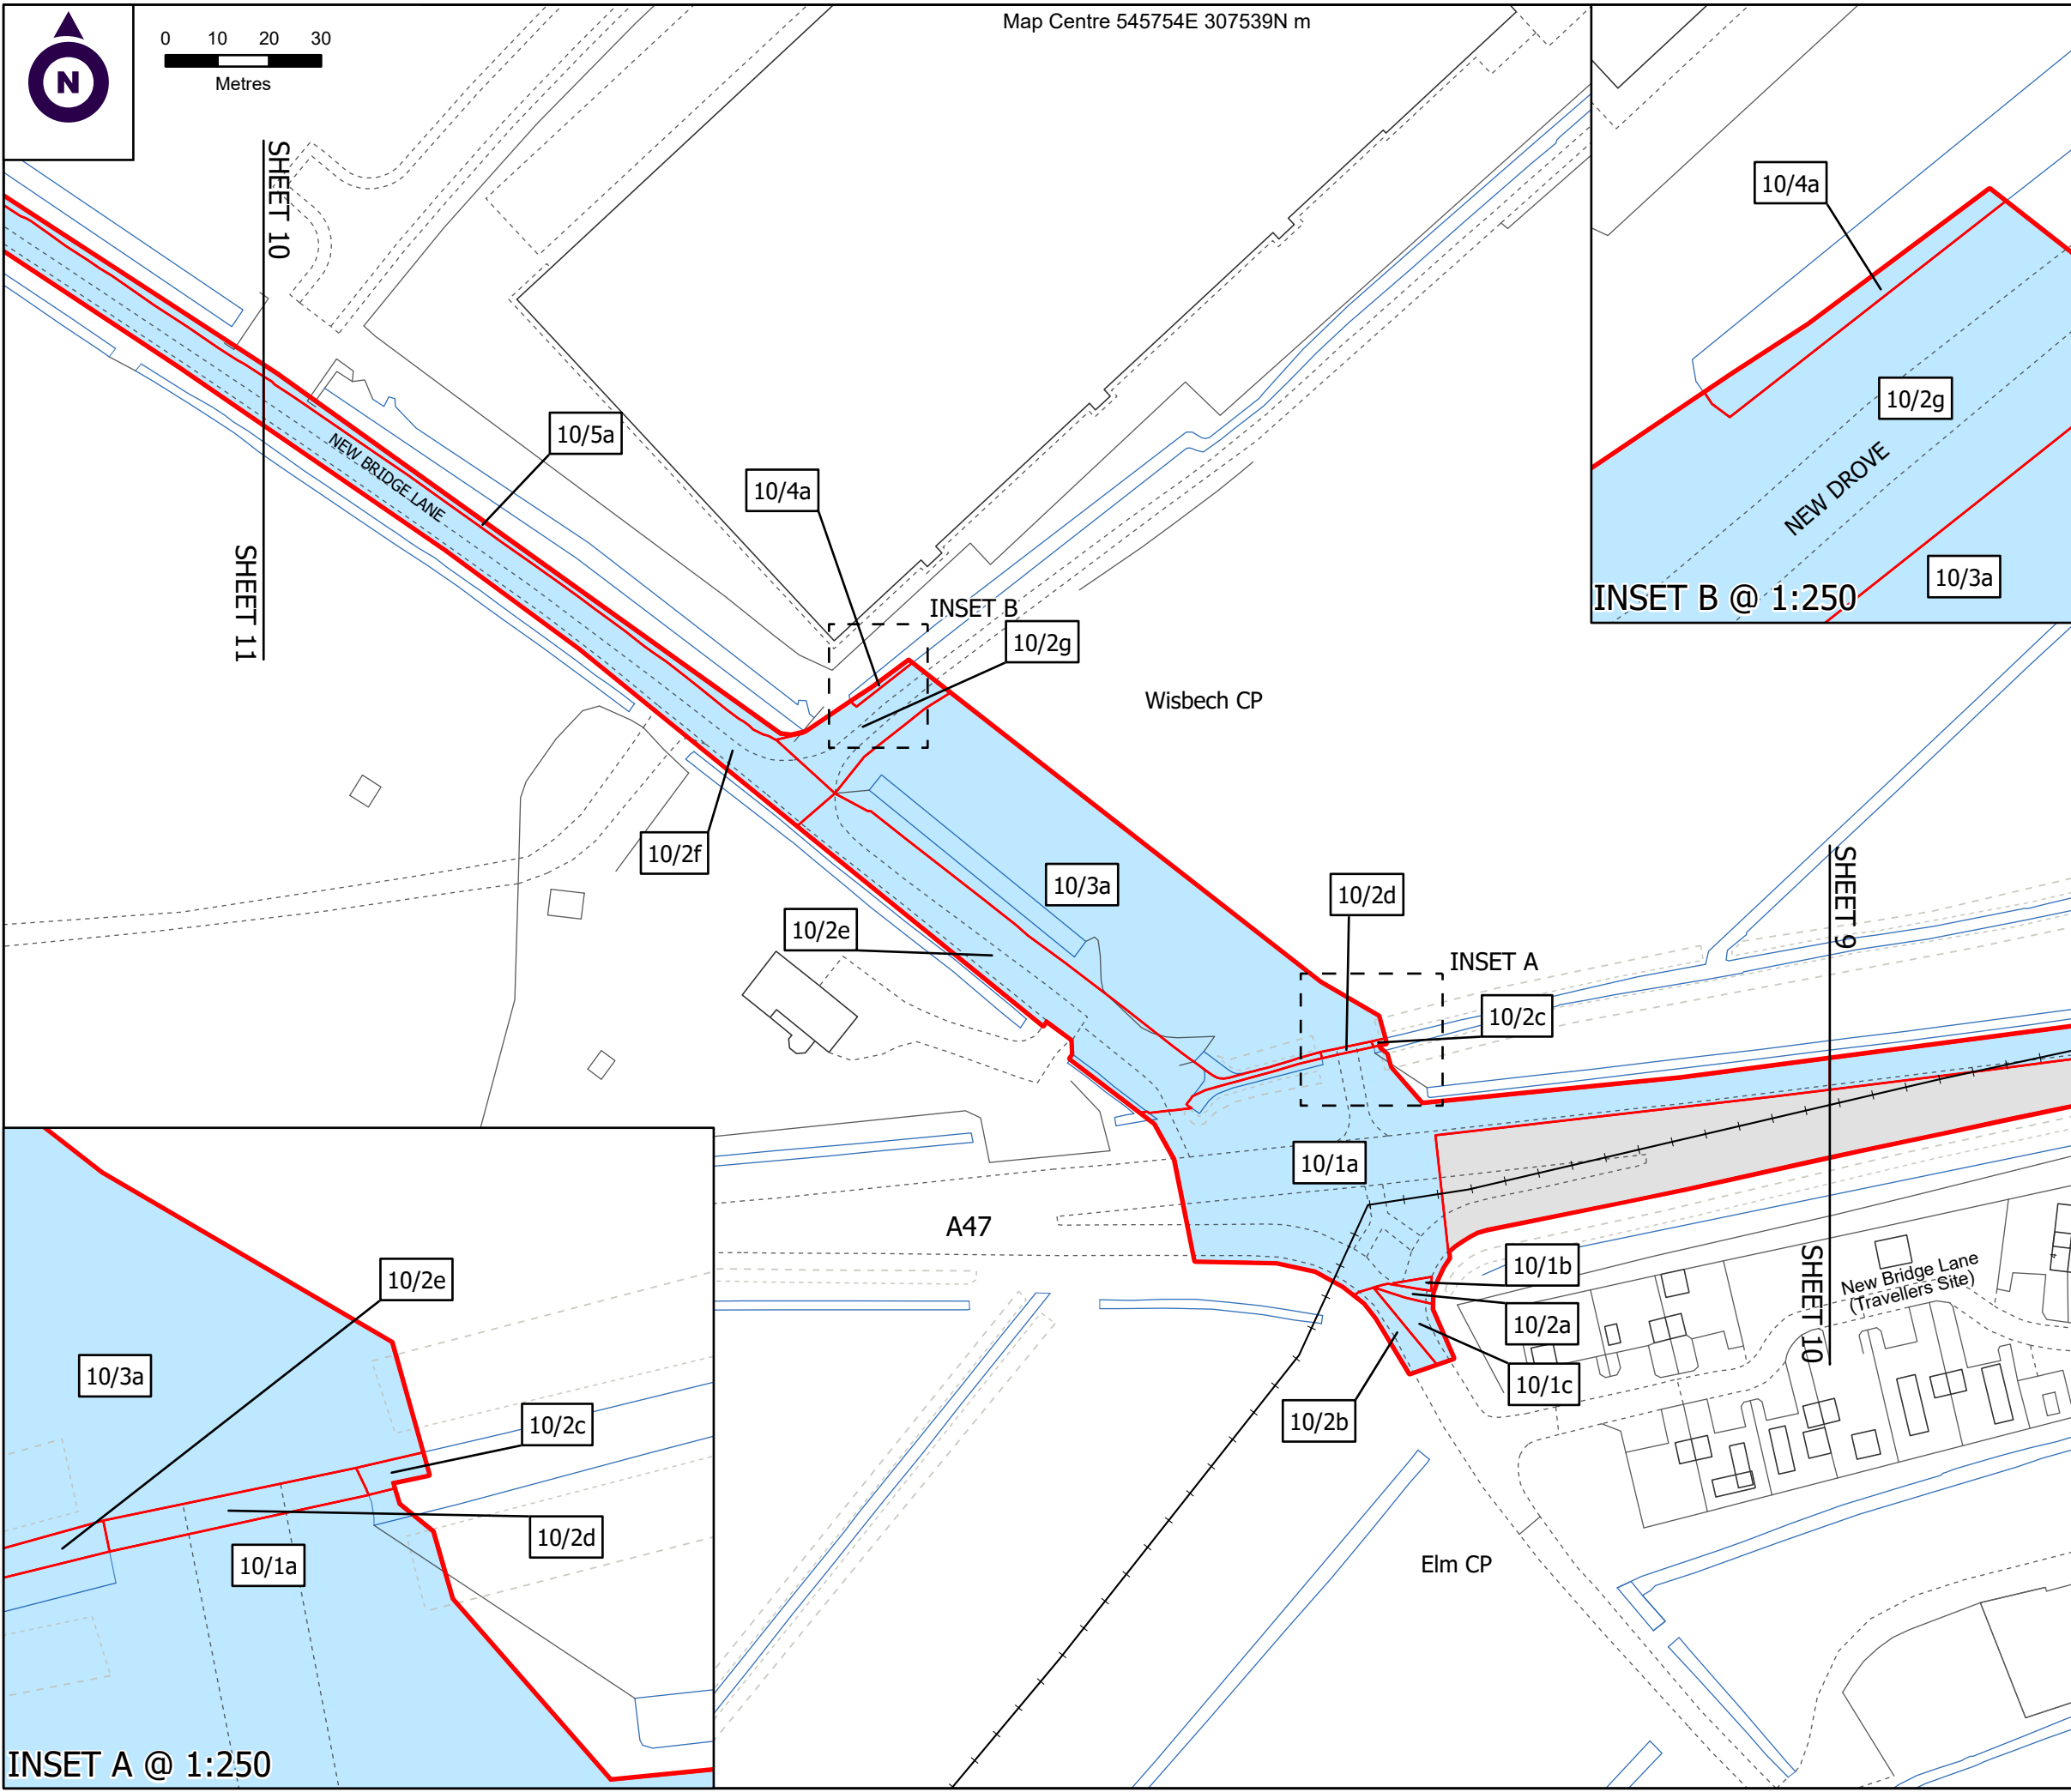 Map Centre 545754E 307539N m
N
0 10 20 30
Metres
SHEET 10
SHEET 11
NEW BRIDGE LANE
10/5a
10/4a
INSET B
10/2g
Wisbech CP
10/2f
10/3a
10/2e
10/2d
INSET A
10/2c
SHEET 9
SHEET 10
10/1a
A47
10/1b
10/2a
10/1c
10/2b
New Bridge Lane
(Travellers Site)
4
Elm CP
10/4a
10/2g
NEW DROVE
10/3a
INSET B @ 1:250
10/2e
10/3a
10/2c
10/2d
10/1a
INSET A @ 1:250